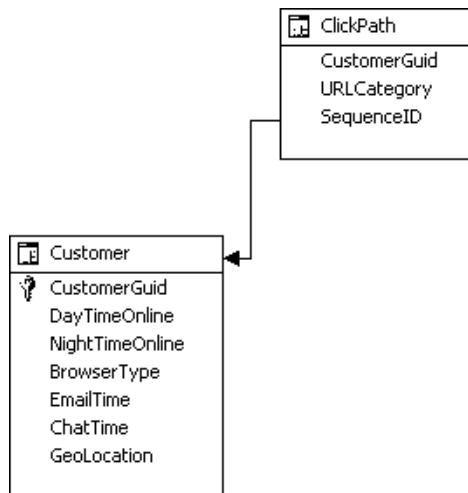 ClickPath
CustomerGuid
URLCategory
SequenceID
Customer
CustomerGuid
DayTimeOnline
NightTimeOnline
BrowserType
EmailTime
ChatTime
GeoLocation